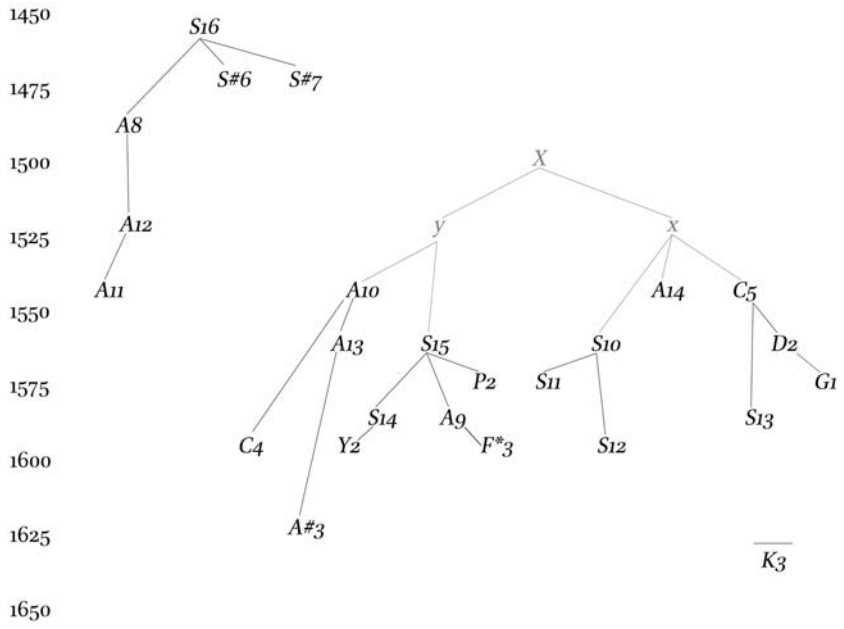 1450
S16
S#6 S#7
1475
A8
1500
X
A12 y x
1525
A11 A10 A14 C5
1550
A13 S15 S10 D2
P2 S11 G1
1575
S14 A9 S13
C4 Y2 F*3 S12
1600
A#3
1625
K3
1650